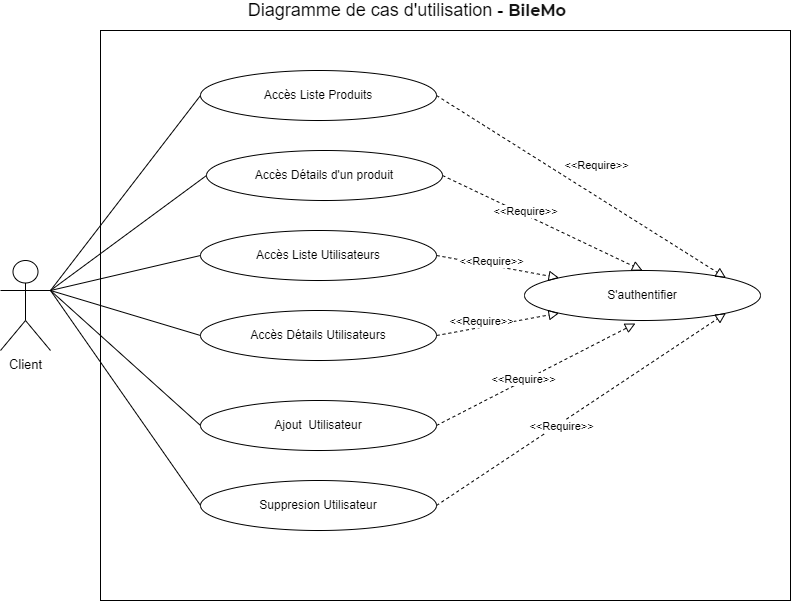 Diagramme de cas d'utilisation - BileMo
Accès Liste Produits
<<Require>>
Accès Détails d'un produit
<<Require>>
Accès Liste Utilisateurs
<<Require>>
S'authentifier
Accès Détails Utilisateurs
<<Require>>
Client
<<Require>>
Ajout  Utilisateur
<<Require>>
Suppresion Utilisateur